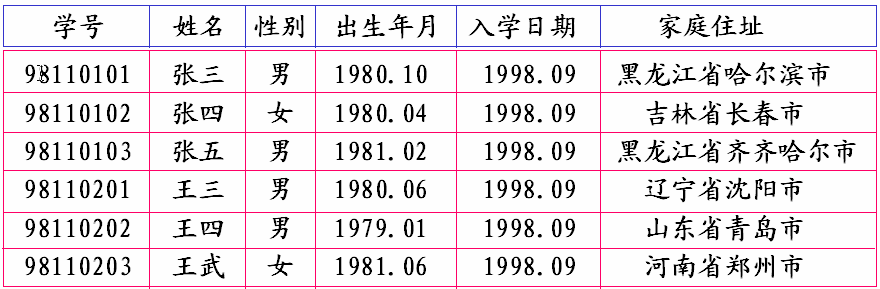 学号 姓名 性别 出生年月 入学日期 家庭住址
98110101 张三 男 1980.10 1998.09 黑龙江省哈尔滨市
98110102 张四 女 1980.04 1998.09 吉林省长春市
98110103 张五 男 1981.02 1998.09 黑龙江省齐齐哈尔市
98110201 王三 男 1980.06 1998.09 辽宁省沈阳市
98110202 王四 男 1979.01 1998.09 山东省青岛市
98110203 王武 女 1981.06 1998.09 河南省郑州市